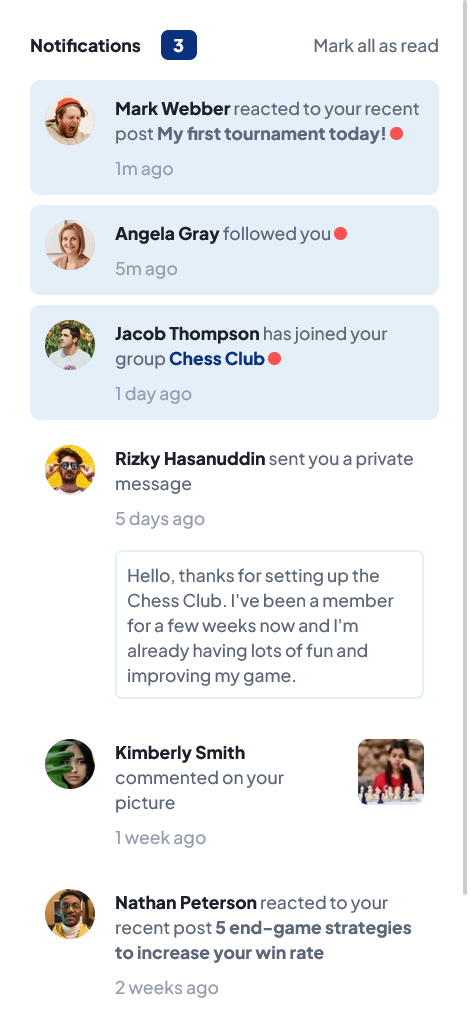 Notifications 3 Mark all as read
Mark Webber reacted to your recent
post My first tournament today!
1m ago
Angela Gray followed you
5m ago
Jacob Thompson has joined your
group Chess Club
1 day ago
Rizky Hasanuddin sent you a private
message
5 days ago
Hello, thanks for setting up the
Chess Club. I've been a member
for a few weeks now and I'm
already having lots of fun and
improving my game.
Kimberly Smith
commented on your
picture
1 week ago
Nathan Peterson reacted to your
recent post 5 end-game strategies
to increase your win rate
2 weeks ago